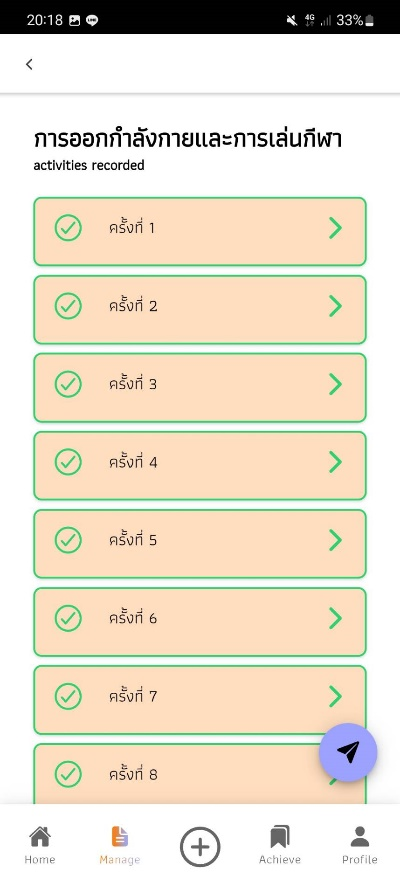 20:18 4G 33%
การออกกำลังกายและการเล่นกีฬา
activities recorded
ครั้งที่ 1
ครั้งที่ 2
ครั้งที่ 3
ครั้งที่ 4
ครั้งที่ 5
ครั้งที่ 6
ครั้งที่ 7
ครั้งที่ 8
Home Manage Achieve Profile